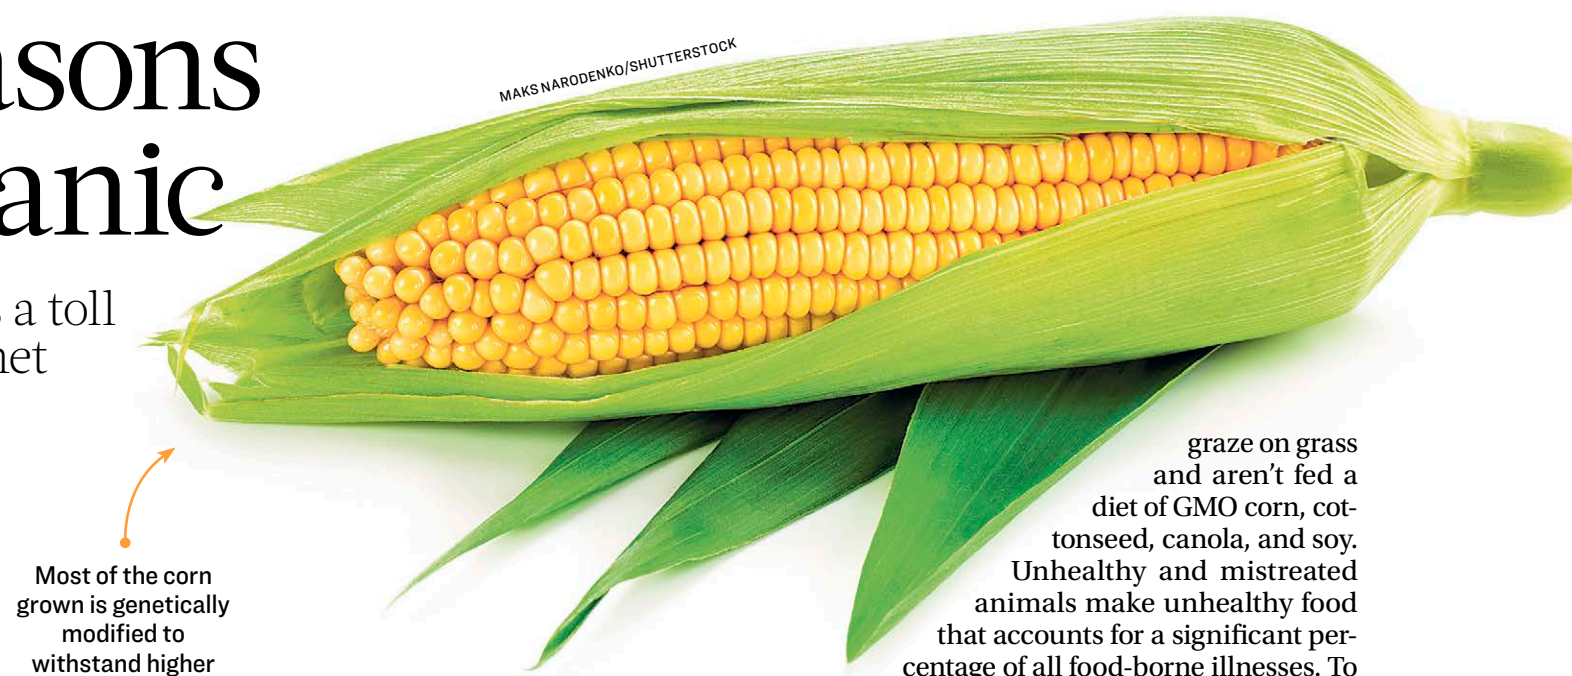 asons
anic
a toll
net
MAKS NARODENKO/SHUTTERSTOCK
Most of the corn
grown is genetically
modified to
withstand higher
graze on grass
and aren’t fed a
diet of GMO corn, cot-
tonseed, canola, and soy.
Unhealthy and mistreated
animals make unhealthy food
that accounts for a significant per-
centage of all food-borne illnesses. To